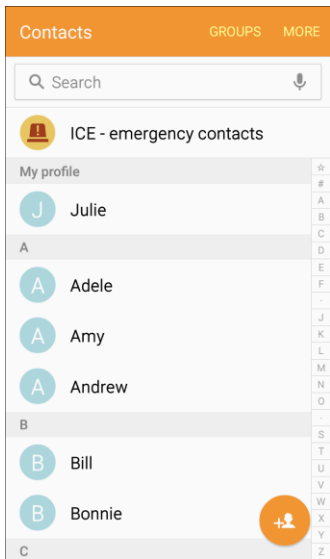 Contacts GROUPS MORE
Search
ICE - emergency contacts
My profile
J Julie
A
A Adele
A Amy
A Andrew
B
B Bill
B Bonnie
C
☆
#
A
B
C
D
E
F
·
J
K
L
M
N
O
·
S
T
U
V
W
X
Y
Z